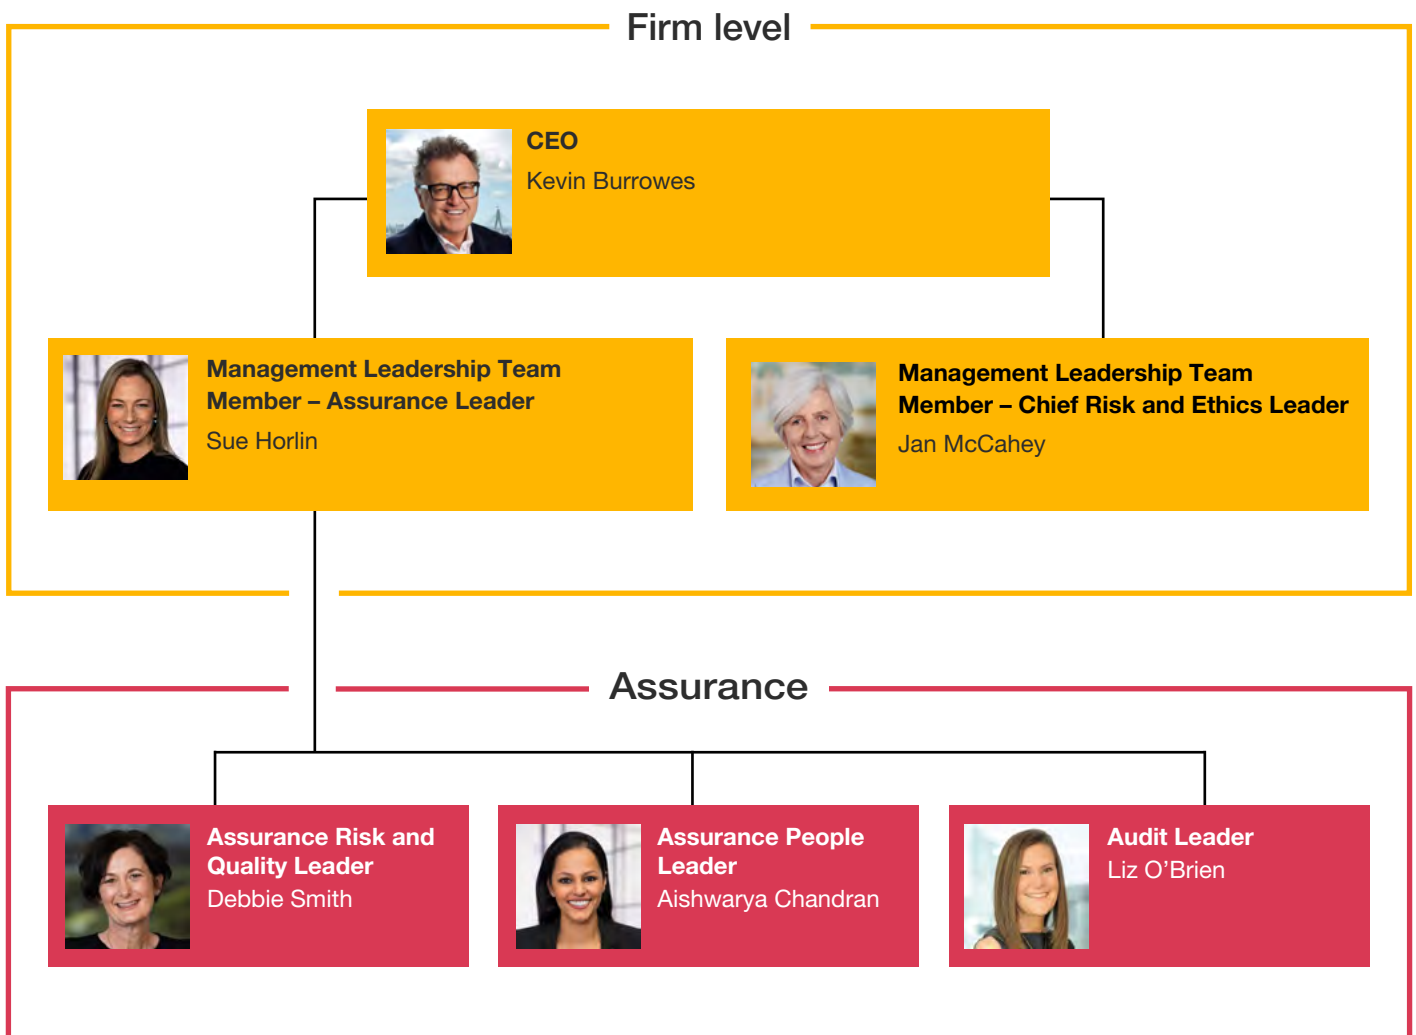 Firm level
CEO
Kevin Burrowes
Management Leadership Team
Member – Assurance Leader
Sue Horlin
Management Leadership Team
Member – Chief Risk and Ethics Leader
Jan McCahey
Assurance
Assurance Risk and
Quality Leader
Debbie Smith
Assurance People
Leader
Aishwarya Chandran
Audit Leader
Liz O’Brien